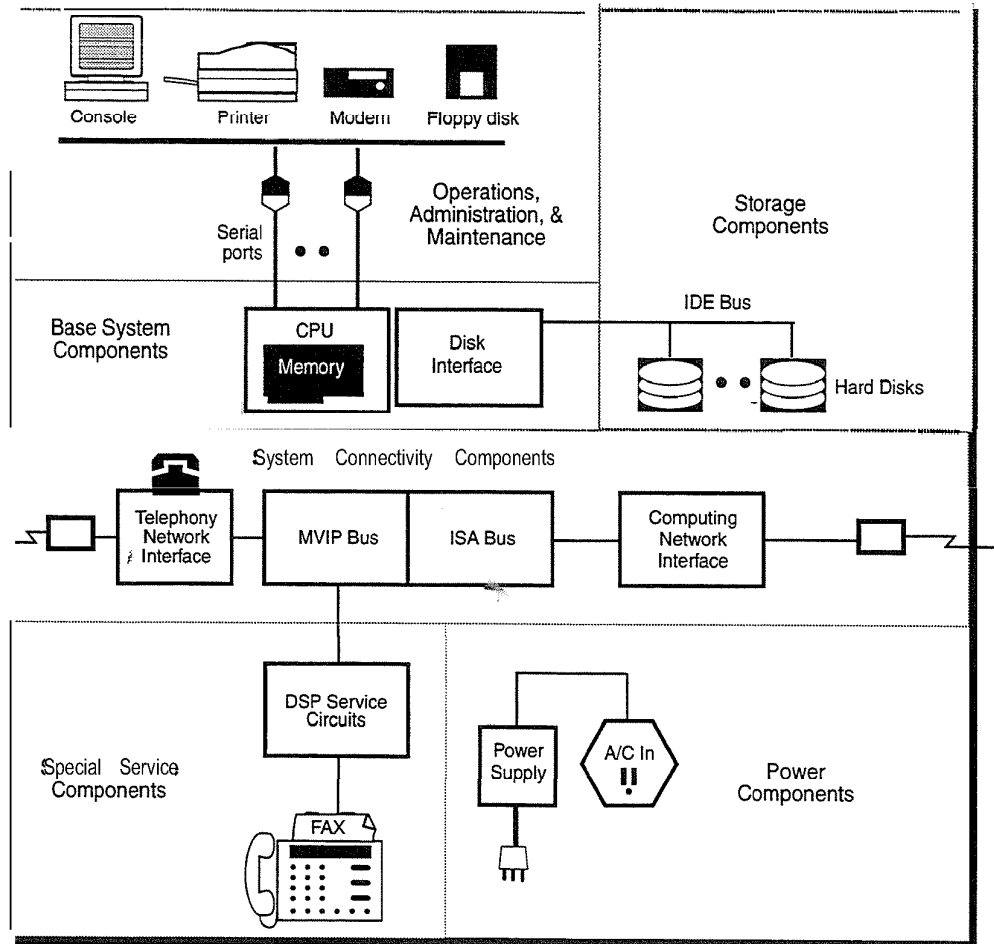 Console
Printer
Modem
Floppy disk
Operations,
Administration, &
Maintenance
Storage
Components
Serial
ports
IDE Bus
Base System
Components
CPU
Memory
Disk
Interface
Hard Disks
System Connectivity Components
Telephony
Network
Interface
MVIP Bus
ISA Bus
Computing
Network
Interface
DSP Service
Circuits
Special Service
Components
FAX
Power
Supply
A/C In
Power
Components